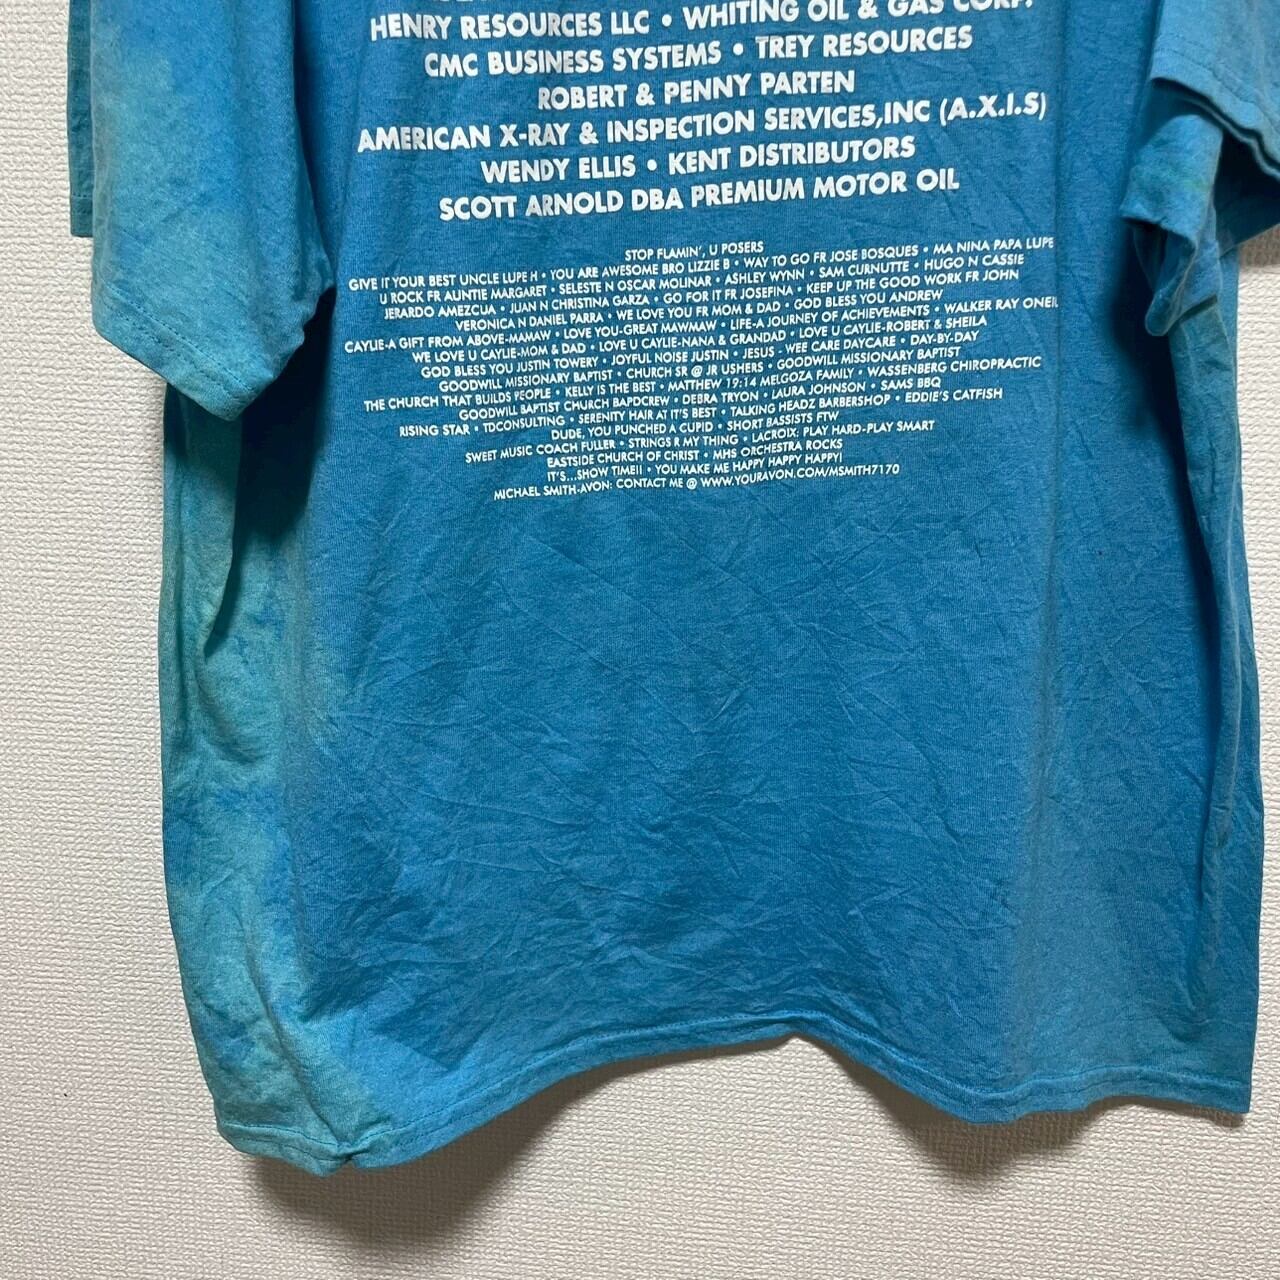 HENRY RESOURCES LLC • WHITING OIL & GAS CORP.
CMC BUSINESS SYSTEMS • TREY RESOURCES
ROBERT & PENNY PARTEN
AMERICAN X-RAY & INSPECTION SERVICES,INC (A.X.I.S)
WENDY ELLIS • KENT DISTRIBUTORS
SCOTT ARNOLD DBA PREMIUM MOTOR OIL
STOP FLAMIN', U POSERS
GIVE IT YOUR BEST UNCLE LUPE H • YOU ARE AWESOME BRO LIZZIE B • WAY TO GO FR JOSE BOSQUES • MA NINA PAPA LUPE
U ROCK FR AUNTIE MARGARET • SELESTE N OSCAR MOLINAR • ASHLEY WYNN • SAM CURNUTTE • HUGO N CASSIE
JERARDO AMEZCUA • JUAN N CHRISTINA GARZA • GO FOR IT FR JOSEFINA • KEEP UP THE GOOD WORK FR JOHN
VERONICA N DANIEL PARRA • WE LOVE YOU FR MOM & DAD • GOD BLESS YOU ANDREW
CAYLIE-A GIFT FROM ABOVE-MAMAW • LOVE YOU-GREAT MAWMAW • LIFE-A JOURNEY OF ACHIEVEMENTS • WALKER RAY ONEIL
WE LOVE U CAYLIE-MOM & DAD • LOVE U CAYLIE-NANA & GRANDAD • LOVE U CAYLIE-ROBERT & SHEILA
GOD BLESS YOU JUSTIN TOWERY • JOYFUL NOISE JUSTIN • JESUS - WEE CARE DAYCARE • DAY-BY-DAY
GOODWILL MISSIONARY BAPTIST • CHURCH SR @ JR USHERS • GOODWILL MISSIONARY BAPTIST
THE CHURCH THAT BUILDS PEOPLE • KELLY IS THE BEST • MATTHEW 19:14 MELGOZA FAMILY • WASSENBERG CHIROPRACTIC
GOODWILL BAPTIST CHURCH BAPDCREW • DEBRA TRYON • LAURA JOHNSON • SAMS BBQ
RISING STAR • TDCONSULTING • SERENITY HAIR AT IT'S BEST • TALKING HEADZ BARBERSHOP • EDDIE'S CATFISH
DUDE, YOU PUNCHED A CUPID • SHORT BASSISTS FTW
SWEET MUSIC COACH FULLER • STRINGS R MY THING • LACROIX: PLAY HARD-PLAY SMART
EASTSIDE CHURCH OF CHRIST • MHS ORCHESTRA ROCKS
IT'S...SHOW TIME!! • YOU MAKE ME HAPPY HAPPY HAPPY!
MICHAEL SMITH-AVON: CONTACT ME @ WWW.YOURAVON.COM/MSMITH7170